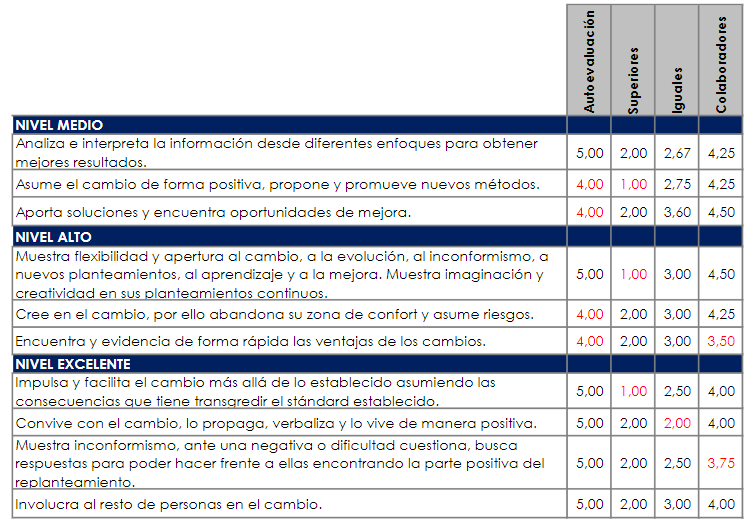 Autoevaluación Superiores Iguales Colaboradores
NIVEL MEDIO
Analiza e interpreta la información desde diferentes enfoques para obtener
mejores resultados. 5,00 2,00 2,67 4,25
Asume el cambio de forma positiva, propone y promueve nuevos métodos. 4,00 1,00 2,75 4,25
Aporta soluciones y encuentra oportunidades de mejora. 4,00 2,00 3,60 4,50
NIVEL ALTO
Muestra flexibilidad y apertura al cambio, a la evolución, al inconformismo, a
nuevos planteamientos, al aprendizaje y a la mejora. Muestra imaginación y
creatividad en sus planteamientos continuos. 5,00 1,00 3,00 4,50
Cree en el cambio, por ello abandona su zona de confort y asume riesgos. 4,00 2,00 3,00 4,25
Encuentra y evidencia de forma rápida las ventajas de los cambios. 4,00 2,00 3,00 3,50
NIVEL EXCELENTE
Impulsa y facilita el cambio más allá de lo establecido asumiendo las
consecuencias que tiene transgredir el stándard establecido. 5,00 1,00 2,50 4,00
Convive con el cambio, lo propaga, verbaliza y lo vive de manera positiva. 5,00 2,00 2,00 4,00
Muestra inconformismo, ante una negativa o dificultad cuestiona, busca
respuestas para poder hacer frente a ellas encontrando la parte positiva del
replanteamiento. 5,00 2,00 2,50 3,75
Involucra al resto de personas en el cambio. 5,00 2,00 3,00 4,00